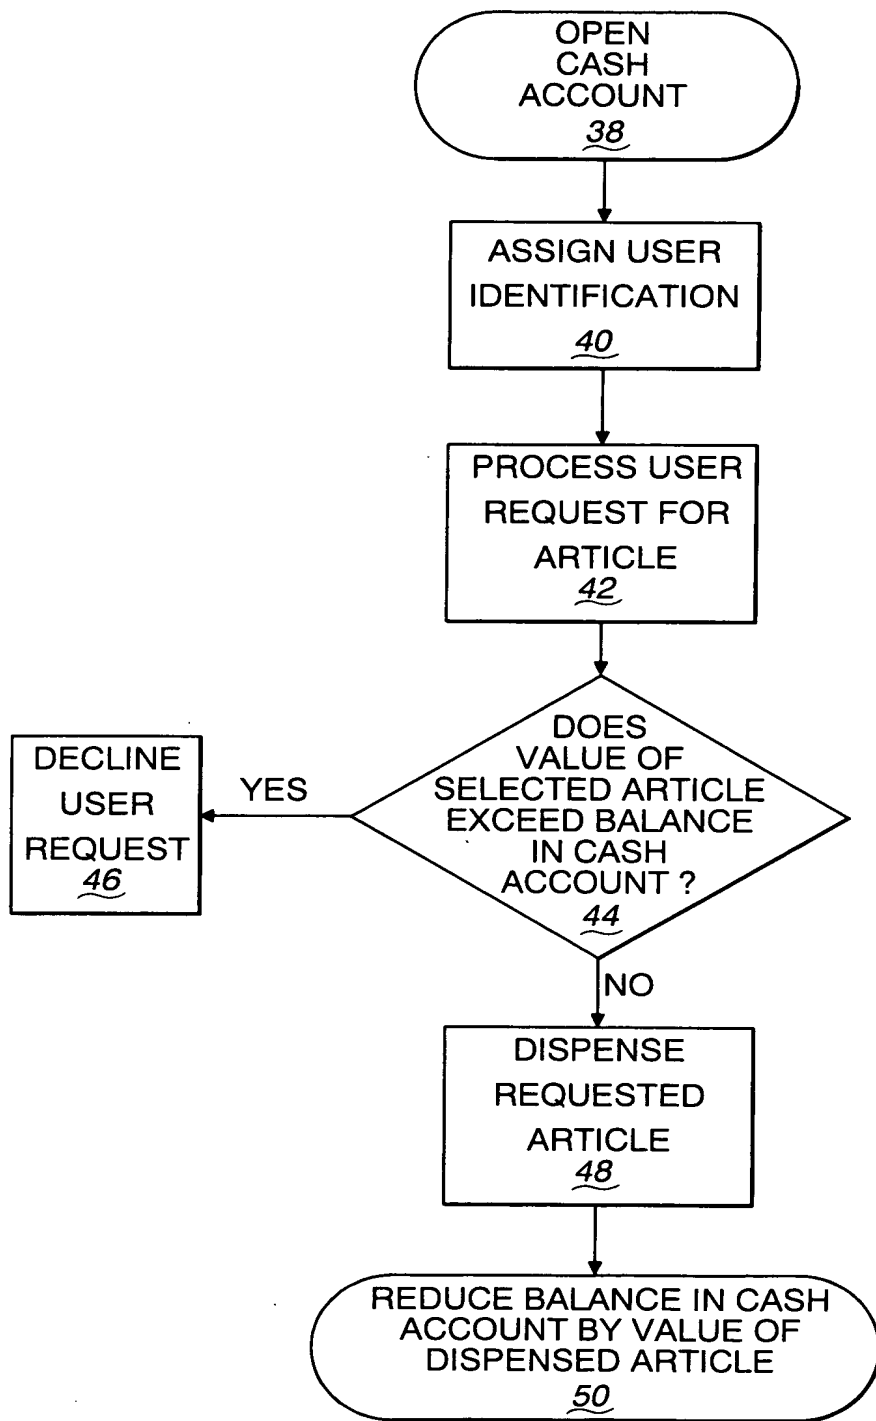 OPEN
CASH
ACCOUNT
38
ASSIGN USER
IDENTIFICATION
40
PROCESS USER
REQUEST FOR
ARTICLE
42
DOES
VALUE OF
SELECTED ARTICLE
EXCEED BALANCE
IN CASH
ACCOUNT ?
44
YES
DECLINE
USER
REQUEST
46
NO
DISPENSE
REQUESTED
ARTICLE
48
REDUCE BALANCE IN CASH
ACCOUNT BY VALUE OF
DISPENSED ARTICLE
50